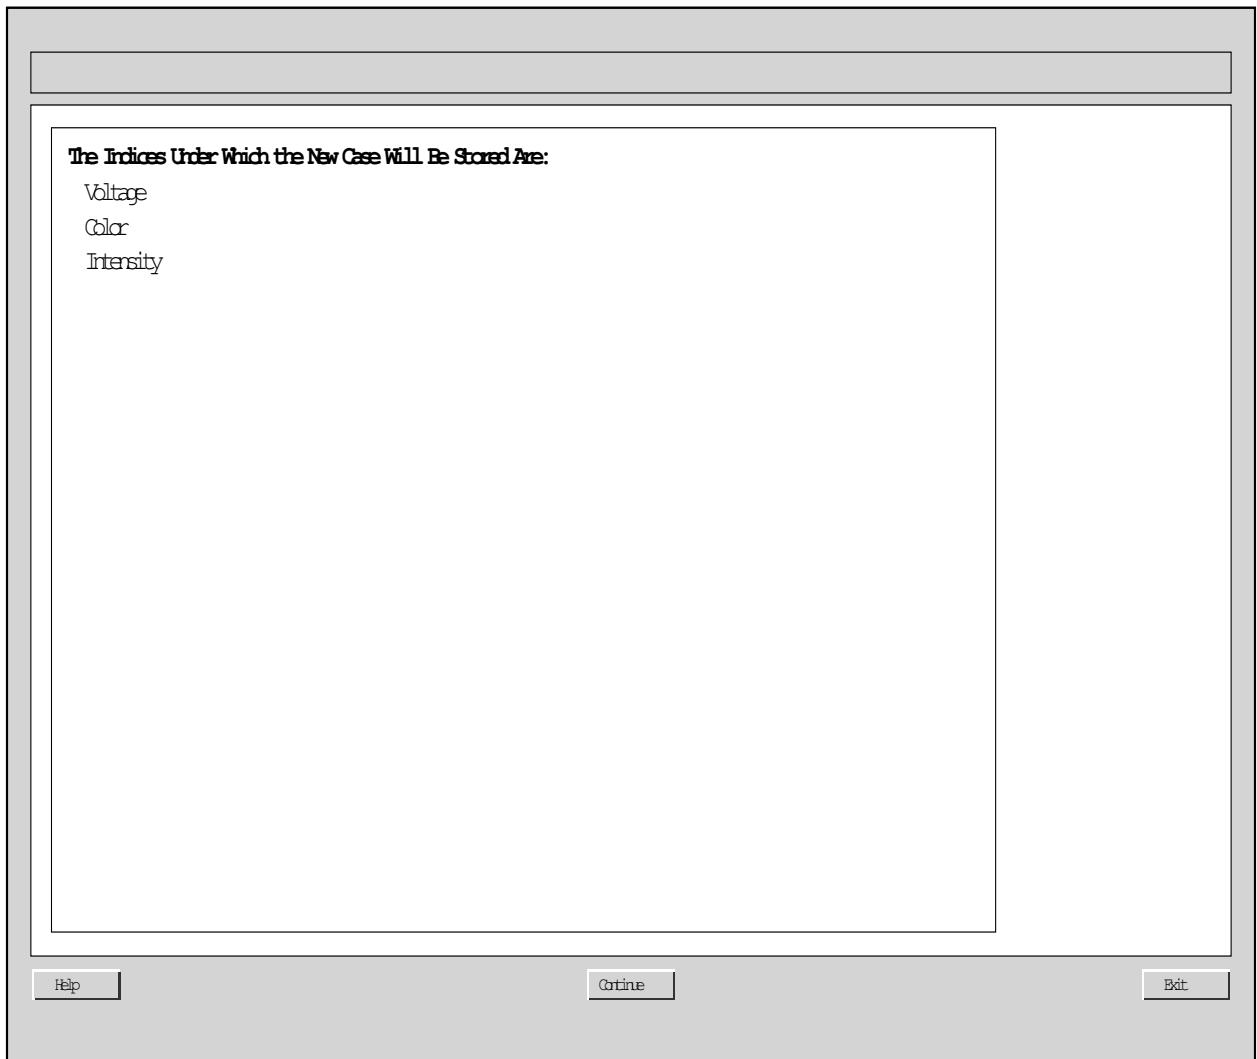 The Indices Under Which the New Case Will Be Stored Are:
Voltage
Color
Intensity
Help
Continue
Exit